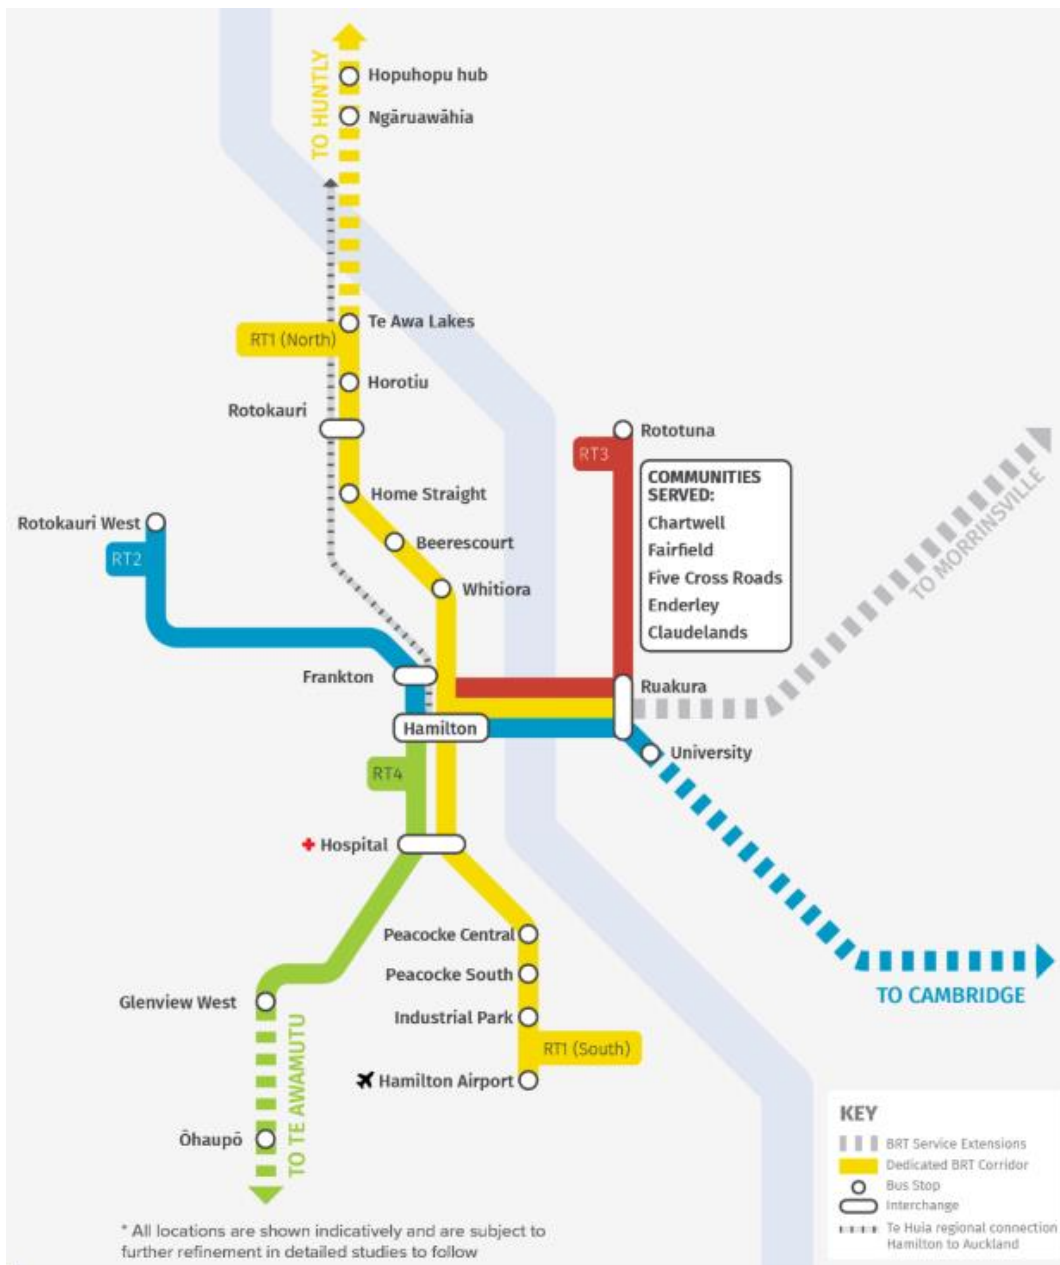 TO HUNTLY
Hopuhopu hub
Ngāruawāhia
Te Awa Lakes
RT1 (North)
Horotiu
Rotokauri
Home Straight
Rotokauri West
RT2
Beerescourt
Whitiora
Rototuna
RT3
COMMUNITIES
SERVED:
Chartwell
Fairfield
Five Cross Roads
Enderley
Claudelands
TO MORRINSVILLE
Frankton
Ruakura
Hamilton
University
RT4
Hospital
Peacocke Central
Peacocke South
TO CAMBRIDGE
Glenview West
Industrial Park
RT1 (South)
Hamilton Airport
TO TE AWAMUTU
Ōhaupō
KEY
BRT Service Extensions
Dedicated BRT Corridor
Bus Stop
Interchange
Te Huia regional connection
Hamilton to Auckland
* All locations are shown indicatively and are subject to
further refinement in detailed studies to follow